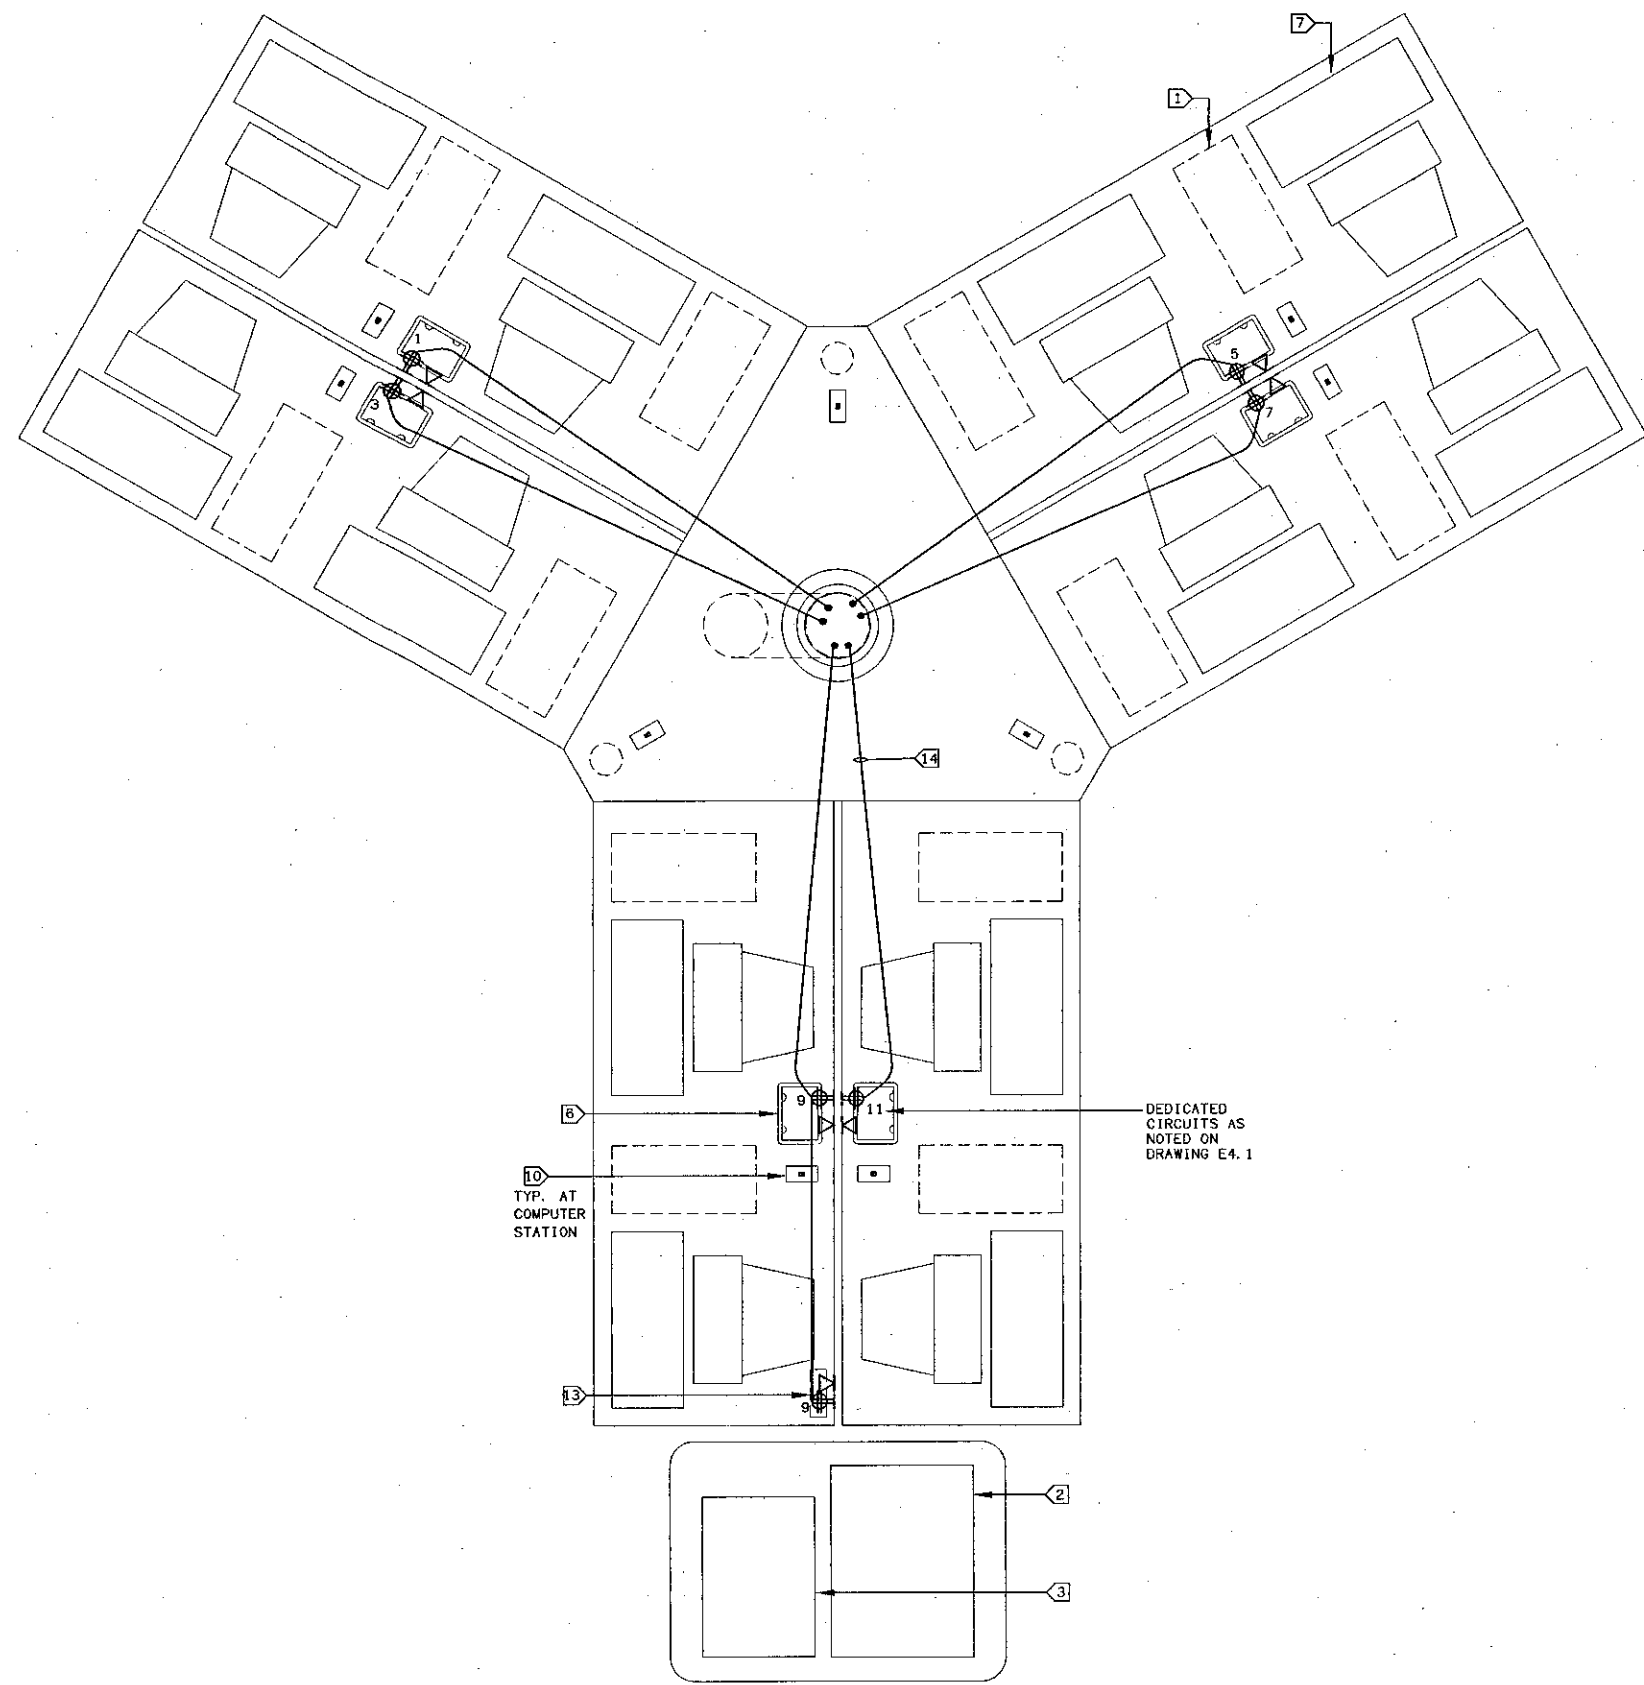 7
1
1
5
3
7
14
9
11
6
DEDICATED
CIRCUITS AS
NOTED ON
DRAWING E4.1
10
TYP. AT
COMPUTER
STATION
13
9
2
3